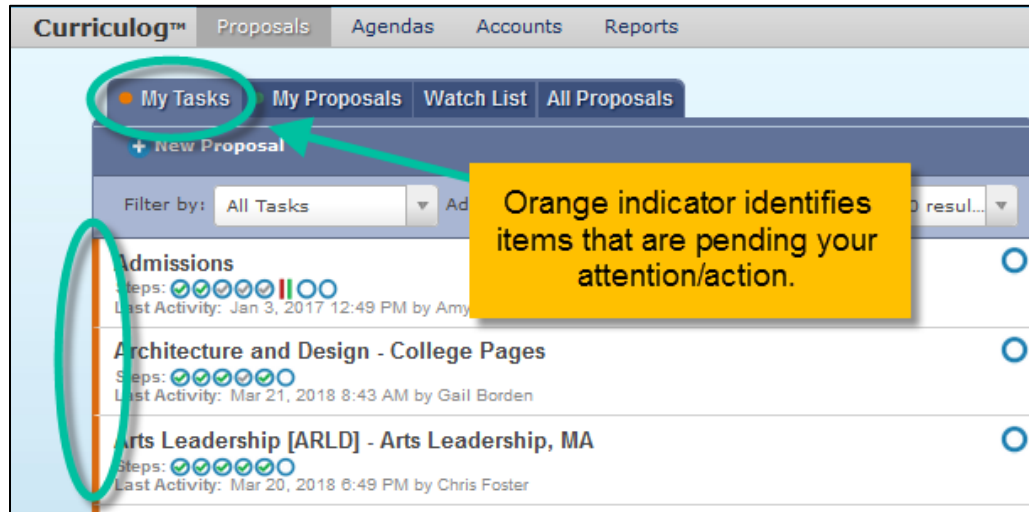 Curriculog™ Proposals Agendas Accounts Reports
My Tasks My Proposals Watch List All Proposals
New Proposal
Filter by: All Tasks Ad
resul...
Orange indicator identifies
items that are pending your
attention/action.
Admissions
Steps:
Last Activity: Jan 3, 2017 12:49 PM by Amy
Architecture and Design - College Pages
Steps:
Last Activity: Mar 21, 2018 8:43 AM by Gail Borden
Arts Leadership [ARLD] - Arts Leadership, MA
Steps:
Last Activity: Mar 20, 2018 6:49 PM by Chris Foster